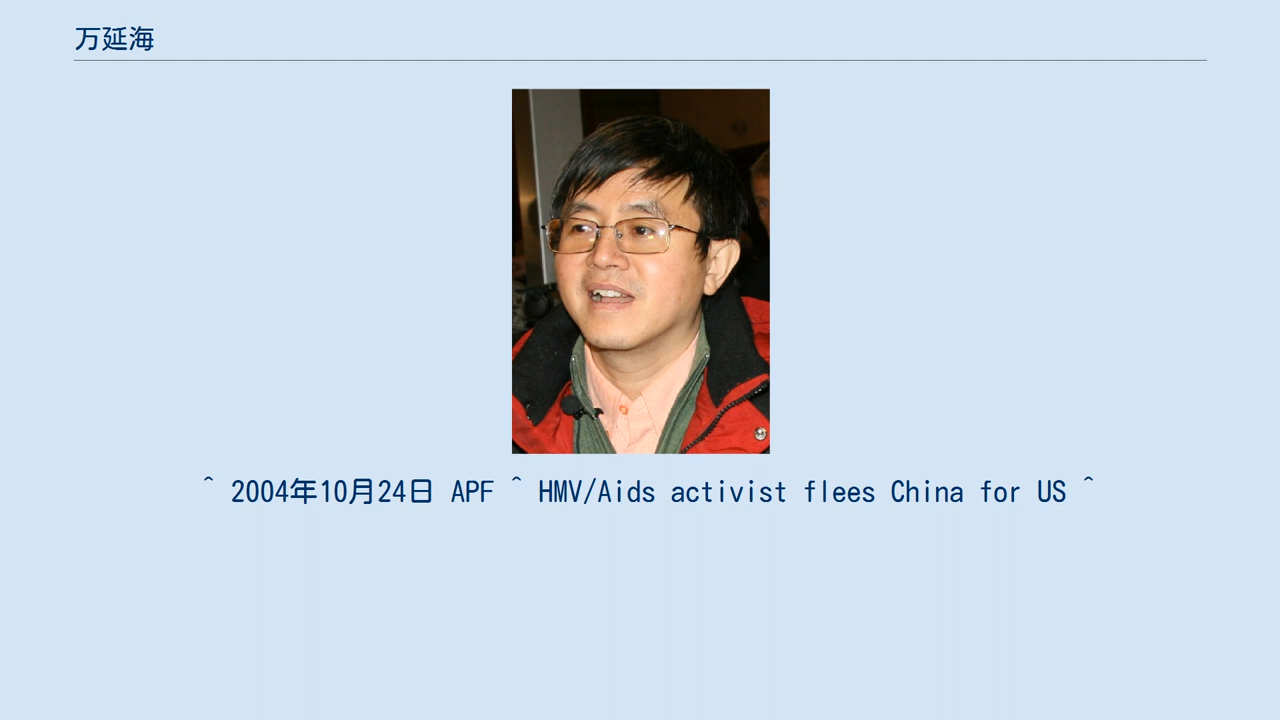 万延海
^ 2004年10月24日 APF ^ HMV/Aids activist flees China for US ^